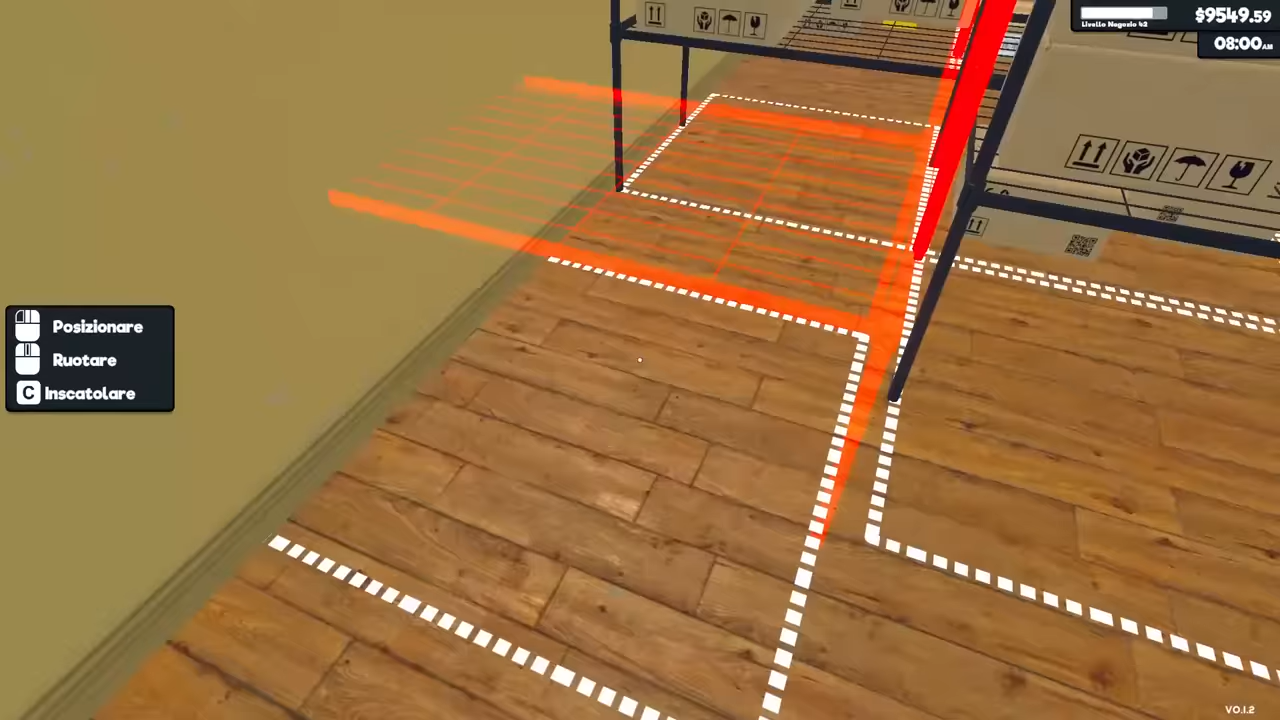 $9549.59
Livello Negozio 42
08:00AM
Posizionare
Ruotare
C Inscatolare
V0.1.2